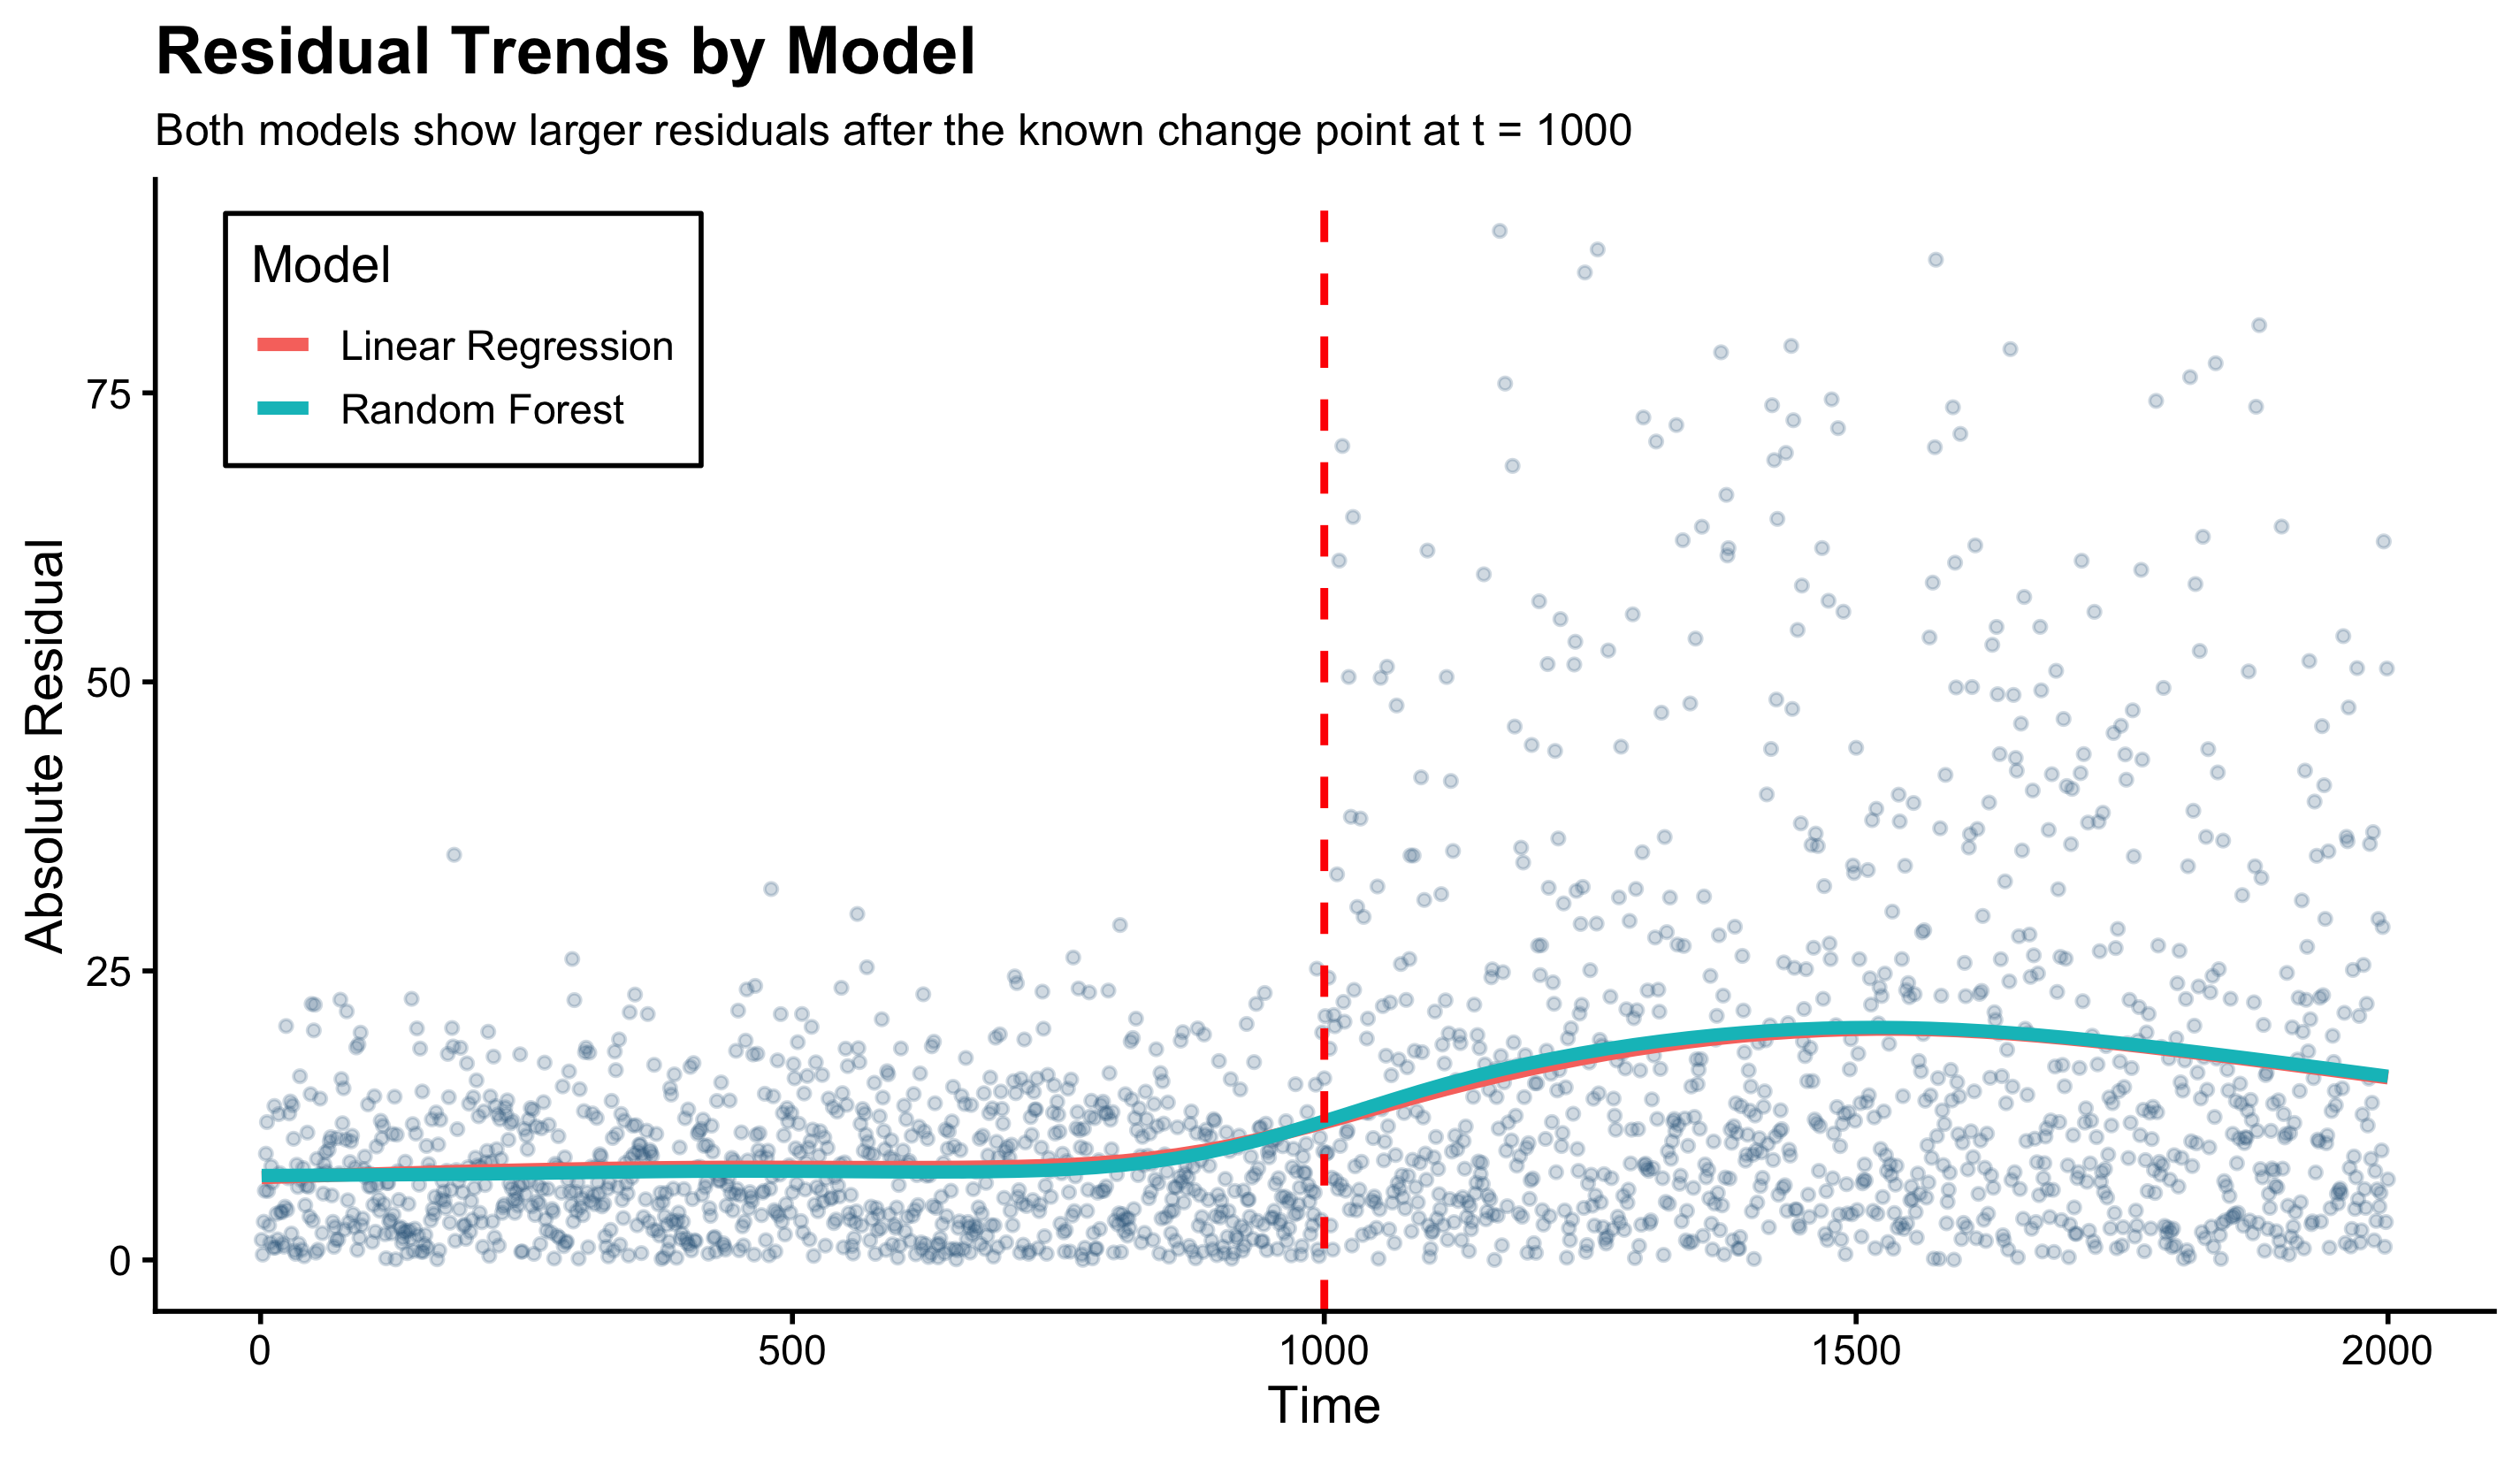 Residual Trends by Model
Both models show larger residuals after the known change point at t = 1000
Model
Linear Regression
Random Forest
Absolute Residual
75
50
25
0
0
500
1000
1500
2000
Time